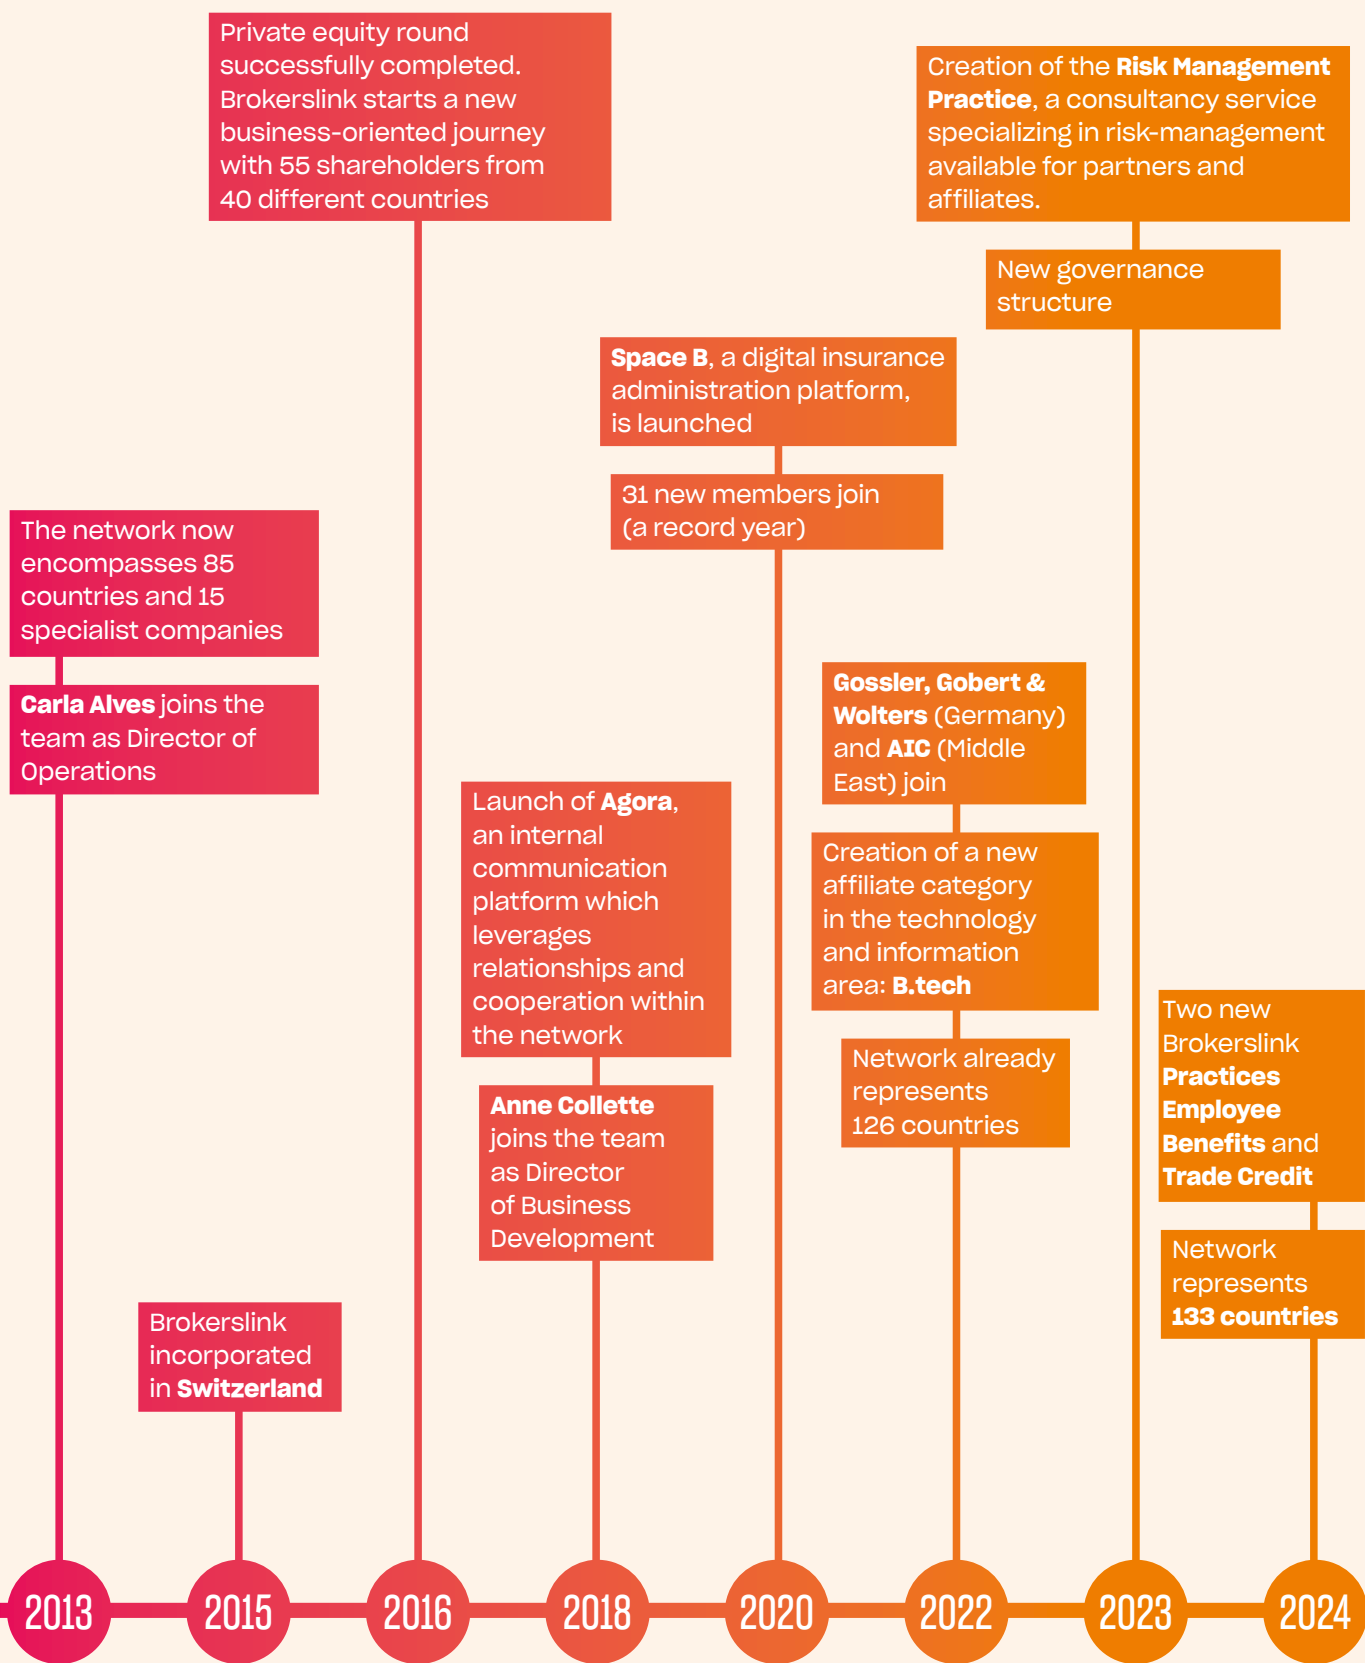 Private equity round
successfully completed.
Brokerslink starts a new
business-oriented journey
with 55 shareholders from
40 different countries
Creation of the Risk Management
Practice, a consultancy service
specializing in risk-management
available for partners and
affiliates.
New governance
structure
Space B, a digital insurance
administration platform,
is launched
31 new members join
(a record year)
The network now
encompasses 85
countries and 15
specialist companies
Carla Alves joins the
team as Director of
Operations
Gossler, Gobert &
Wolters (Germany)
and AIC (Middle
East) join
Launch of Agora,
an internal
communication
platform which
leverages
relationships and
cooperation within
the network
Creation of a new
affiliate category
in the technology
and information
area: B.tech
Two new
Brokerslink
Practices
Employee
Benefits and
Trade Credit
Network already
represents
126 countries
Anne Collette
joins the team
as Director
of Business
Development
Network
represents
133 countries
Brokerslink
incorporated
in Switzerland
2013
2015
2016
2018
2020
2022
2023
2024